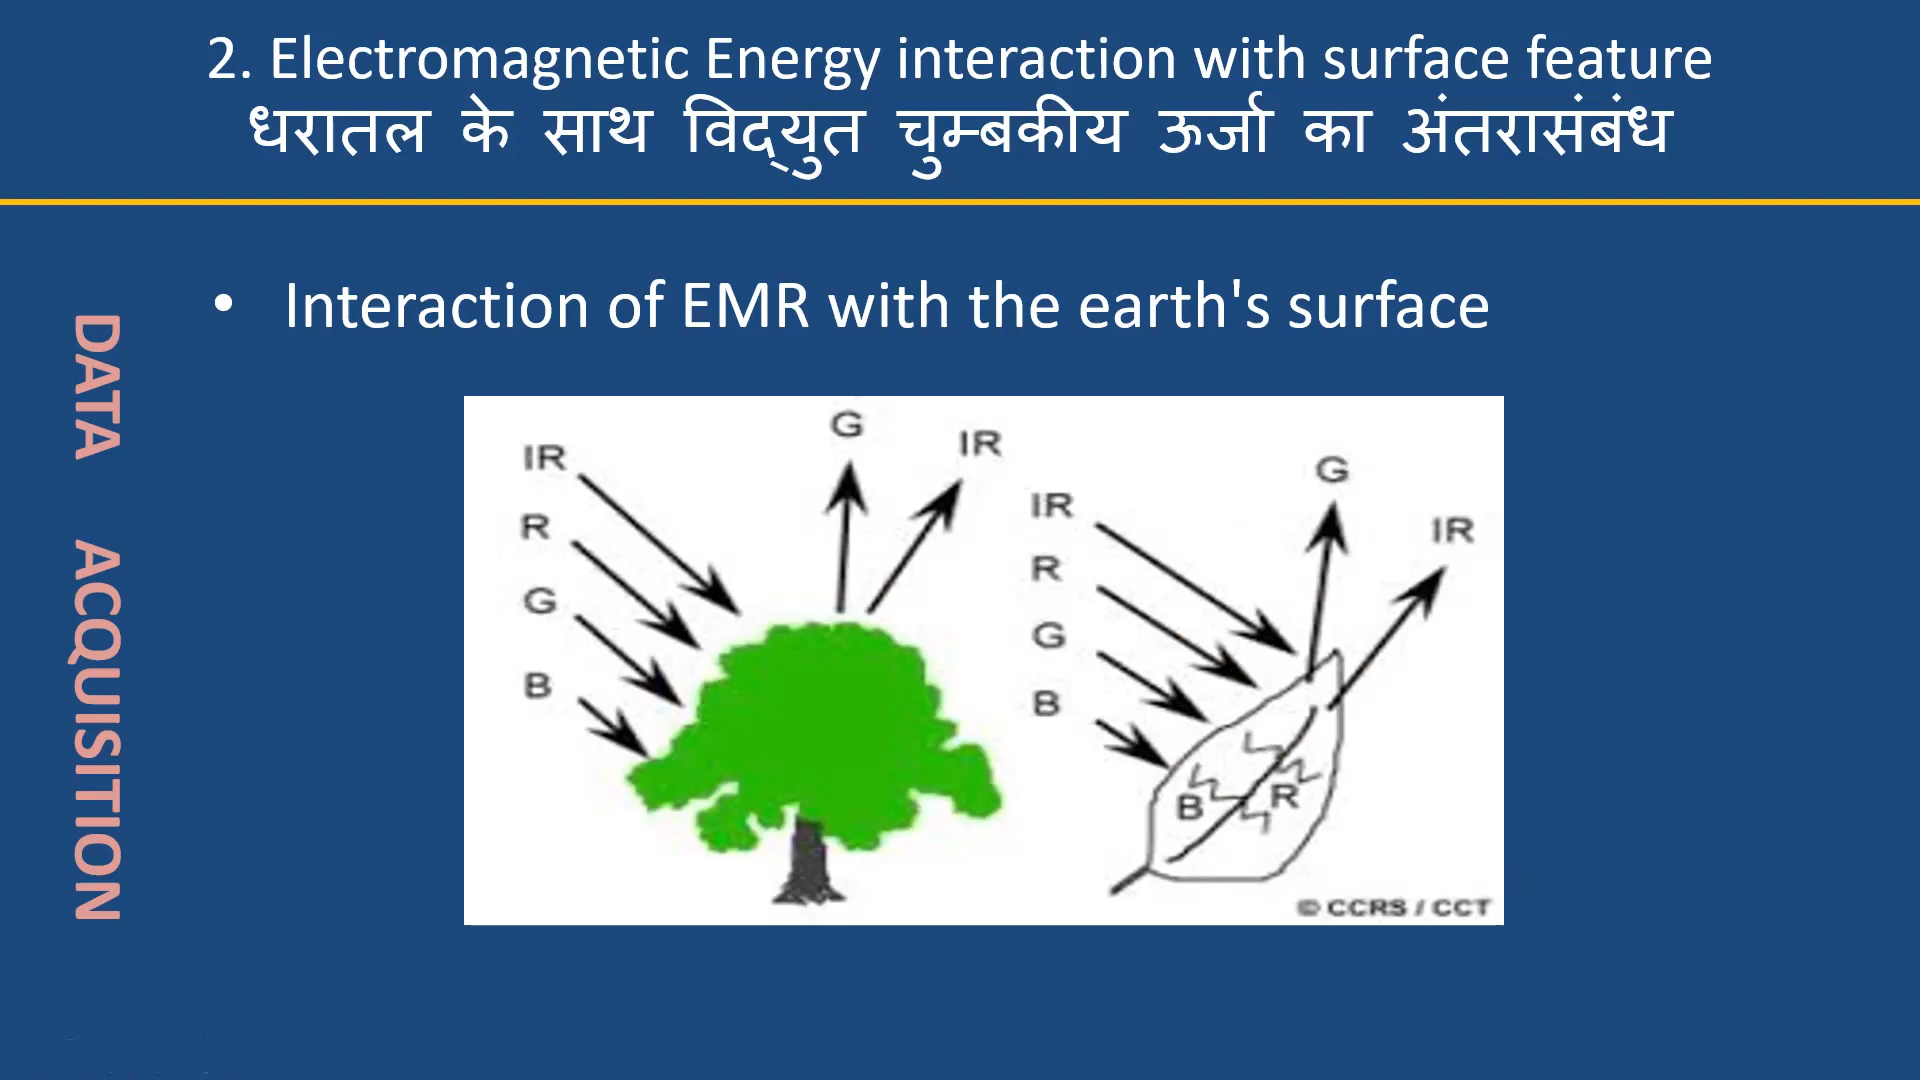 2. Electromagnetic Energy interaction with surface feature
धरातल के साथ विद्युत चुम्बकीय ऊर्जा का अंतरासंबंध
DATA ACQUISITION
• Interaction of EMR with the earth's surface
G
IR
IR
R
G
B
G
IR
IR
R
G
B
B
R
© CCRS / CCT